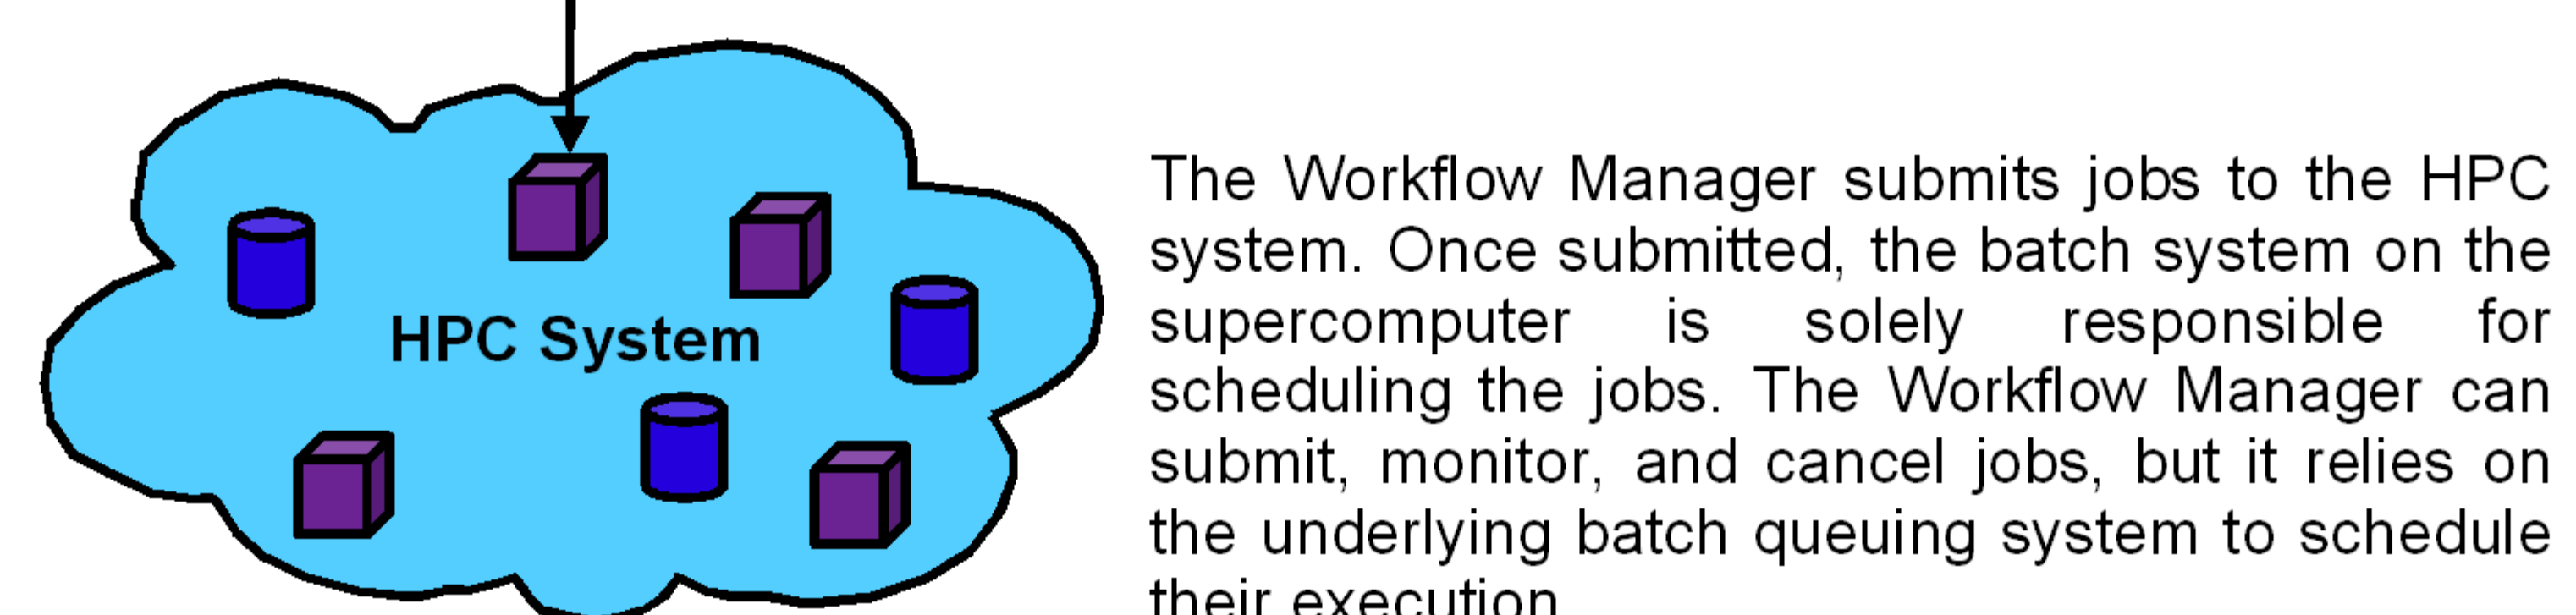 HPC System
The Workflow Manager submits jobs to the HPC
system. Once submitted, the batch system on the
supercomputer is solely responsible for
scheduling the jobs. The Workflow Manager can
submit, monitor, and cancel jobs, but it relies on
the underlying batch queuing system to schedule
their execution.